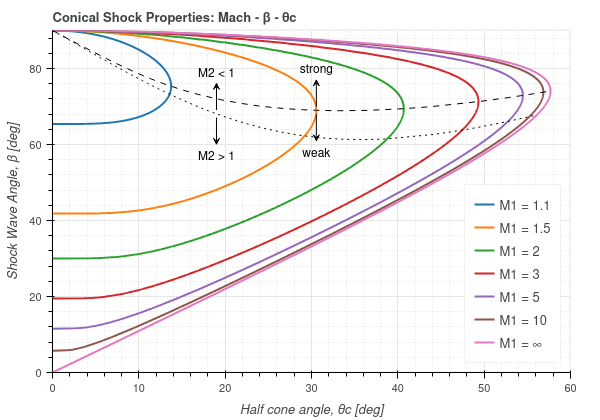 Conical Shock Properties: Mach - β - θc
Shock Wave Angle, β [deg]
80
60
40
20
0
M2 < 1
M2 > 1
strong
weak
M1 = 1.1
M1 = 1.5
M1 = 2
M1 = 3
M1 = 5
M1 = 10
M1 = ∞
0 10 20 30 40 50 60
Half cone angle, θc [deg]